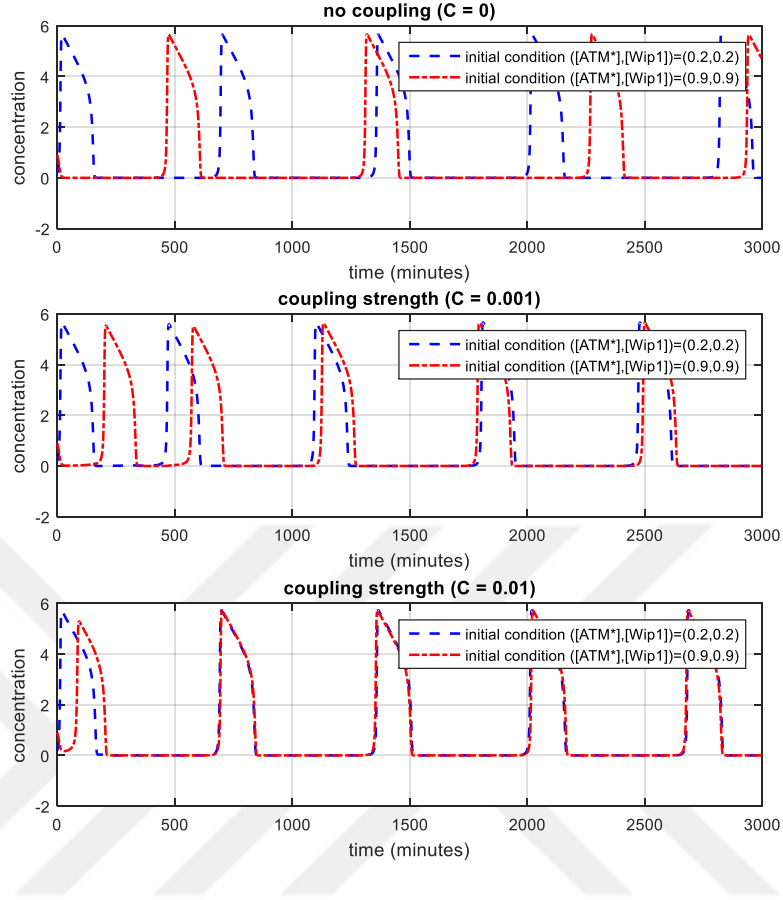 no coupling (C = 0)
6
4
2
0
-2
concentration
initial condition ([ATM*],[Wip1])=(0.2,0.2)
initial condition ([ATM*],[Wip1])=(0.9,0.9)
0 500 1000 1500 2000 2500 3000
time (minutes)
coupling strength (C = 0.001)
6
4
2
0
-2
concentration
initial condition ([ATM*],[Wip1])=(0.2,0.2)
initial condition ([ATM*],[Wip1])=(0.9,0.9)
0 500 1000 1500 2000 2500 3000
time (minutes)
coupling strength (C = 0.01)
6
4
2
0
-2
concentration
initial condition ([ATM*],[Wip1])=(0.2,0.2)
initial condition ([ATM*],[Wip1])=(0.9,0.9)
0 500 1000 1500 2000 2500 3000
time (minutes)